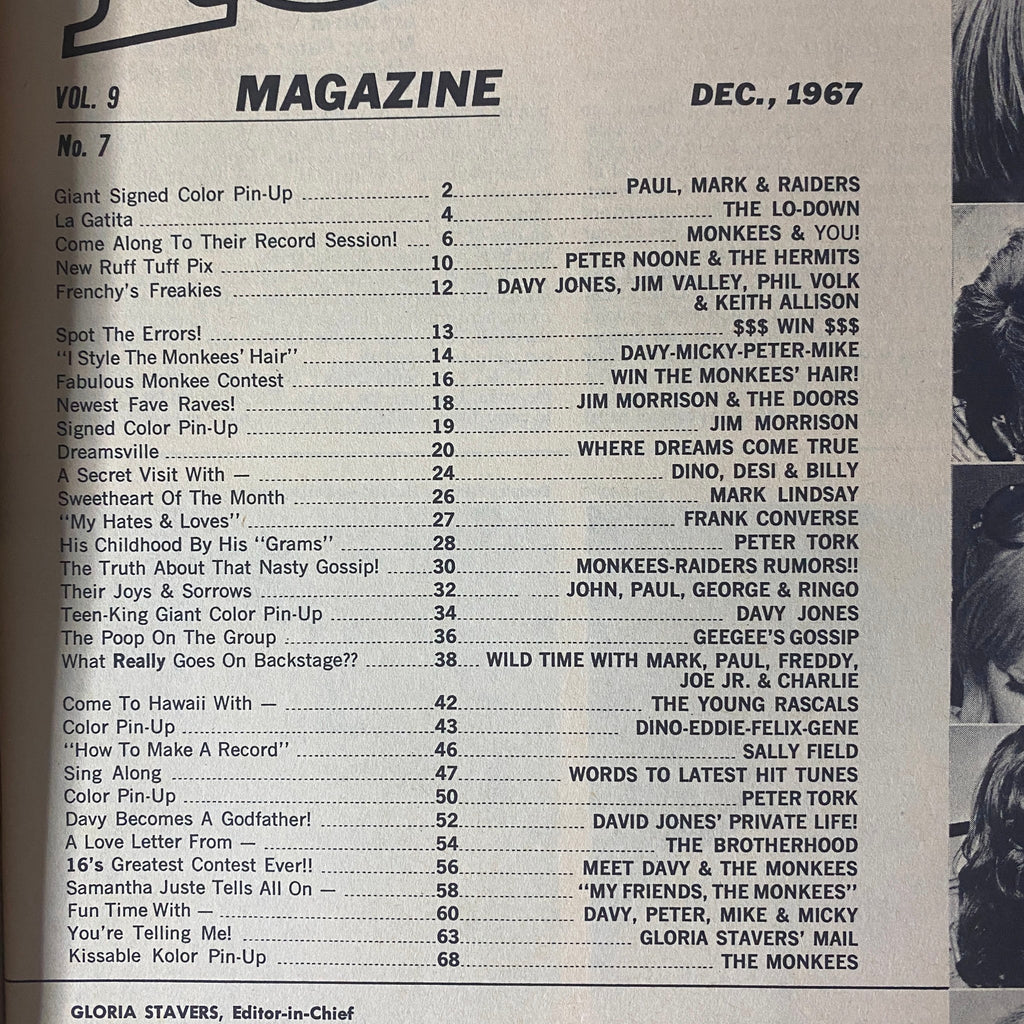 VOL. 9 MAGAZINE DEC., 1967
No. 7
Giant Signed Color Pin-Up 2 PAUL, MARK & RAIDERS
La Gatita 4 THE LO-DOWN
Come Along To Their Record Session! 6 MONKEES & YOU!
New Ruff Tuff Pix 10 PETER NOONE & THE HERMITS
Frenchy's Freakies 12 DAVY JONES, JIM VALLEY, PHIL VOLK
& KEITH ALLISON
Spot The Errors! 13 $$$ WIN $$$
"I Style The Monkees' Hair" 14 DAVY-MICKY-PETER-MIKE
Fabulous Monkee Contest 16 WIN THE MONKEES' HAIR!
Newest Fave Raves! 18 JIM MORRISON & THE DOORS
Signed Color Pin-Up 19 JIM MORRISON
Dreamsville 20 WHERE DREAMS COME TRUE
A Secret Visit With — 24 DINO, DESI & BILLY
Sweetheart Of The Month 26 MARK LINDSAY
"My Hates & Loves" 27 FRANK CONVERSE
His Childhood By His "Grams" 28 PETER TORK
The Truth About That Nasty Gossip! 30 MONKEES-RAIDERS RUMORS!!
Their Joys & Sorrows 32 JOHN, PAUL, GEORGE & RINGO
Teen-King Giant Color Pin-Up 34 DAVY JONES
The Poop On The Group 36 GEEGEE'S GOSSIP
What Really Goes On Backstage?? 38 WILD TIME WITH MARK, PAUL, FREDDY,
JOE JR. & CHARLIE
Come To Hawaii With — 42 THE YOUNG RASCALS
Color Pin-Up 43 DINO-EDDIE-FELIX-GENE
"How To Make A Record" 46 SALLY FIELD
Sing Along 47 WORDS TO LATEST HIT TUNES
Color Pin-Up 50 PETER TORK
Davy Becomes A Godfather! 52 DAVID JONES' PRIVATE LIFE!
A Love Letter From — 54 THE BROTHERHOOD
16's Greatest Contest Ever!! 56 MEET DAVY & THE MONKEES
Samantha Juste Tells All On — 58 "MY FRIENDS, THE MONKEES"
Fun Time With — 60 DAVY, PETER, MIKE & MICKY
You're Telling Me! 63 GLORIA STAVERS' MAIL
Kissable Kolor Pin-Up 68 THE MONKEES
GLORIA STAVERS, Editor-in-Chief